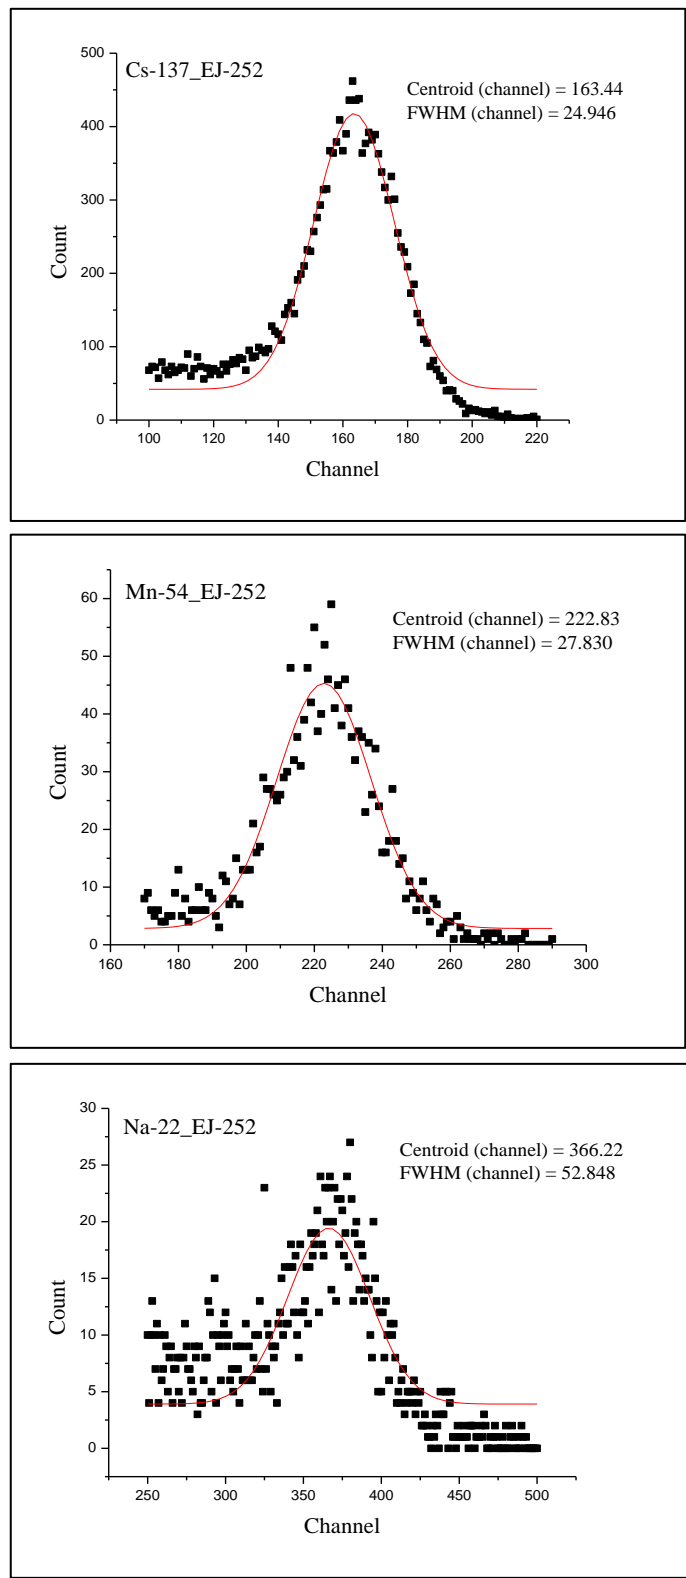 500
Cs-137_EJ-252
Centroid (channel) = 163.44
FWHM (channel) = 24.946
400
300
Count
200
100
0
100 120 140 160 180 200 220
Channel
60
Mn-54_EJ-252
Centroid (channel) = 222.83
FWHM (channel) = 27.830
50
40
Count
30
20
10
0
160 180 200 220 240 260 280 300
Channel
30
Na-22_EJ-252
Centroid (channel) = 366.22
FWHM (channel) = 52.848
25
20
15
Count
10
5
0
250 300 350 400 450 500
Channel